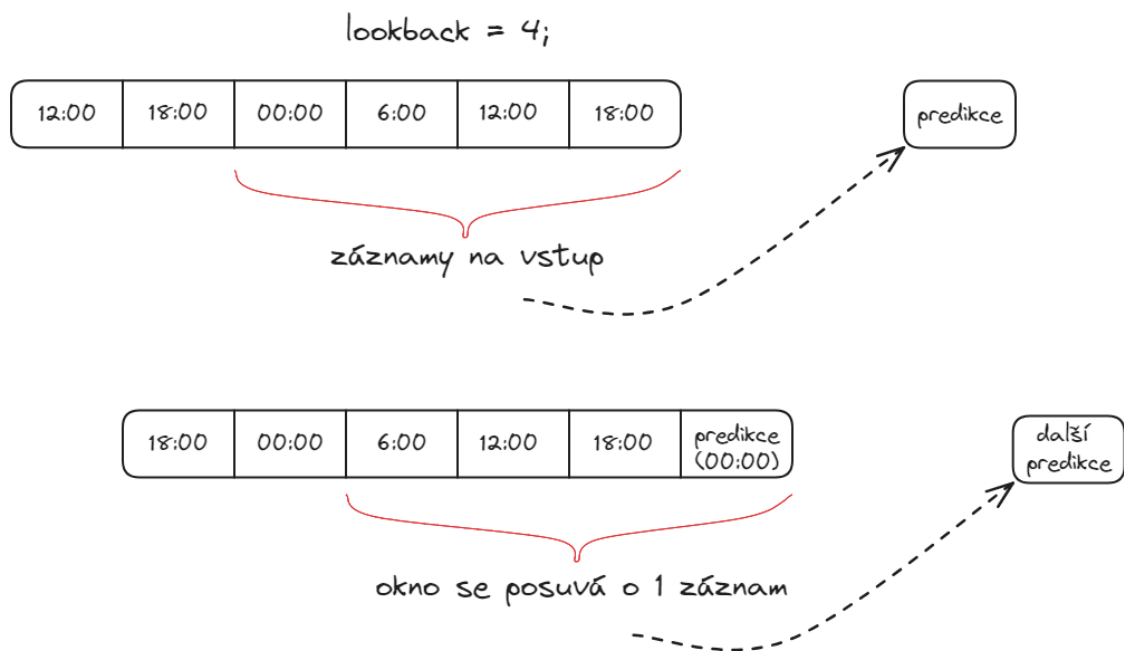 lookback = 4;
12:00 18:00 00:00 6:00 12:00 18:00
predikce
záznamy na vstup
18:00 00:00 6:00 12:00 18:00 predikce
(00:00)
další
predikce
okno se posuvá o 1 záznam